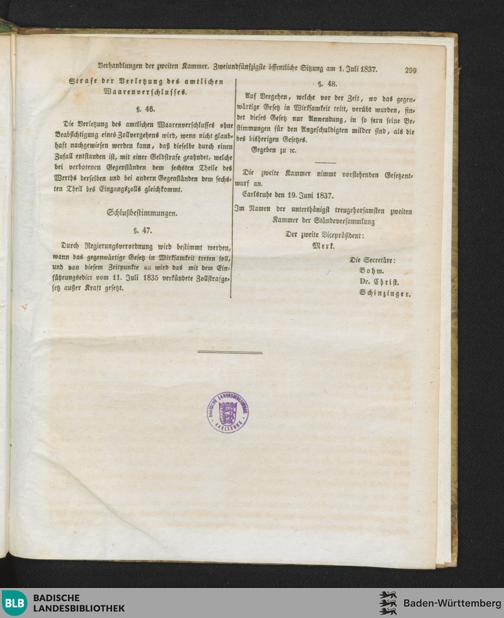 Verhandlungen der zweiten Kammer. Zweiundfünfzigste öffentliche Sitzung am 1. Juli 1837. 299
Strafe der Verletzung des amtlichen
Waarenverschlusses.
§. 46.
Die Verletzung des amtlichen Waarenverschlusses ohne
Beabsichtigung eines Zollvergehens wird, wenn nicht glaub-
haft nachgewiesen werden kann, daß dieselbe durch einen
Zufall entstanden ist, mit einer Geldstrafe geahndet, welche
bei verbotenen Gegenständen dem sechsten Theile des
Werths derselben und bei andern Gegenständen dem sechs-
ten Theil des Eingangszolls gleichkommt.
Schlußbestimmungen.
§. 47.
Durch Regierungsverordnung wird bestimmt werden,
wann das gegenwärtige Gesetz in Wirksamkeit treten soll,
und von diesem Zeitpunkte an wird das mit dem Ein-
führungsedict vom 11. Juli 1835 verkündete Zollstrafge-
setz außer Kraft gesetzt.
§. 48.
Auf Vergehen, welche vor der Zeit, wo das gegen-
wärtige Gesetz in Wirksamkeit tritt, verübt wurden, fin-
det dieses Gesetz nur Anwendung, in so fern seine Be-
stimmungen für den Angeschuldigten milder sind, als die
des bisherigen Gesetzes.
Gegeben zu ꝛc.
Die zweite Kammer nimmt vorstehenden Gesetzent-
wurf an.
Carlsruhe den 19. Juni 1837.
Im Namen der unterthänigst treugehorsamsten zweiten
Kammer der Ständeversammlung
Der zweite Vicepräsident:
Merk.
Die Secretäre:
Bohm.
Dr. Christ.
Schinzinger.
BADISCHE LANDESBIBLIOTHEK
KARLSRUHE
BLB BADISCHE
LANDESBIBLIOTHEK
Baden-Württemberg